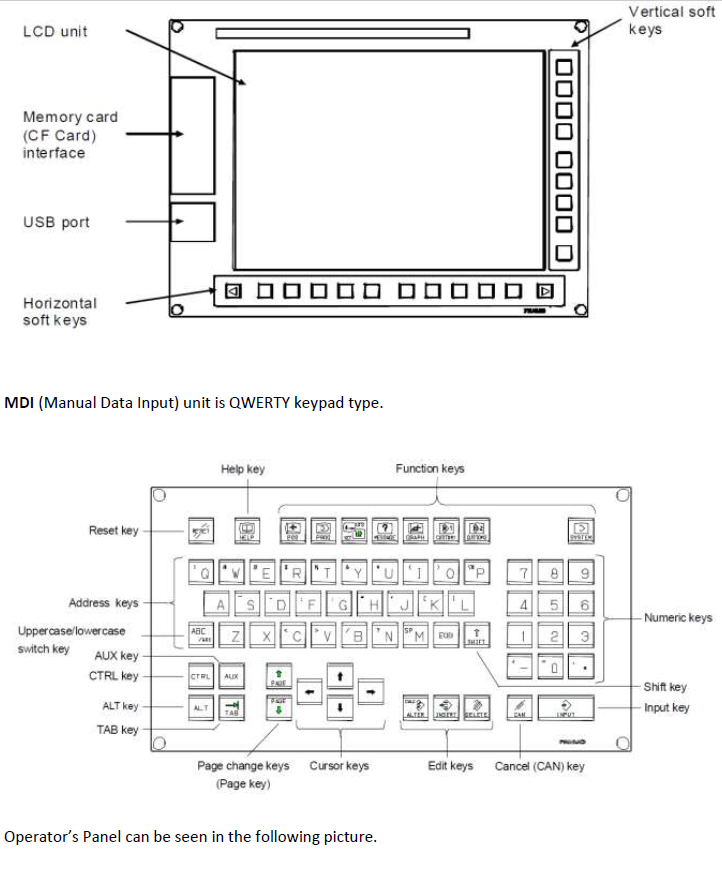 Vertical soft
keys
LCD unit
Memory card
(CF Card)
interface
USB port
Horizontal
soft keys
MDI (Manual Data Input) unit is QWERTY keypad type.
Help key
Function keys
Reset key
HELP
POS
PROG
MESSAGE
GRAPH
CUSTOM1
CUSTOM2
SYSTEM
Q W E R T Y U I O P
7 8 9
Address keys
A S D F G H J K L
4 5 6
Numeric keys
Uppercase/lowercase
switch key
ABC
/abc
Z X C V B N M EOB SHIFT
SP
1 2 3
AUX key
CTRL key
CTRL
AUX
PAGE
- 0 .
Shift key
ALT key
ALT
TAB
PAGE
ALTER
INSERT
DELETE
CAN
INPUT
Input key
TAB key
Page change keys
(Page key)
Cursor keys
Edit keys
Cancel (CAN) key
Operator’s Panel can be seen in the following picture.